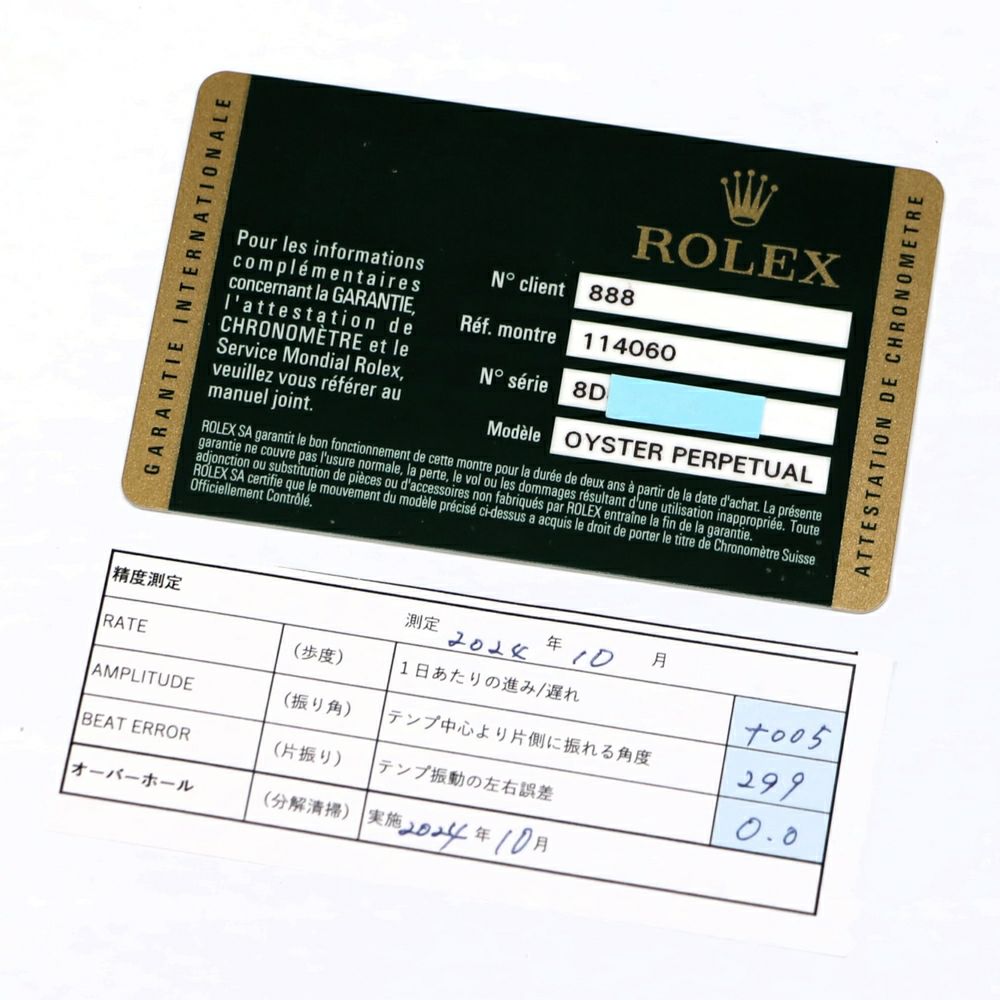 GARANTIE INTERNATIONALE
ROLEX
Pour les informations
complémentaires
concernant la GARANTIE,
l'attestation de
CHRONOMÈTRE et le
Service Mondial Rolex,
veuillez vous référer au
manuel joint.
N° client 888
Réf. montre 114060
N° série 8D
Modèle OYSTER PERPETUAL
ROLEX SA garantit le bon fonctionnement de cette montre pour la durée de deux ans à partir de la date d'achat. La présente
garantie ne couvre pas l'usure normale, la perte, le vol ou les dommages résultant d'une utilisation inappropriée. Toute
adjonction ou substitution de pièces ou d'accessoires non fabriqués par ROLEX entraîne la fin de la garantie.
ROLEX SA certifie que le mouvement du modèle précisé ci-dessus a acquis le droit de porter le titre de Chronomètre Suisse
Officiellement Contrôlé.
ATTESTATION DE CHRONOMETRE
精度測定 測定 2024 年 10 月
RATE (歩度) 1日あたりの進み/遅れ +005
AMPLITUDE (振り角) テンプ中心より片側に振れる角度 299
BEAT ERROR (片振り) テンプ振動の左右誤差 0.0
オーバーホール (分解清掃) 実施 2024 年 10 月